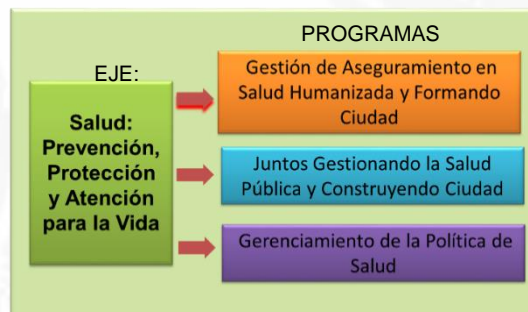 PROGRAMAS
EJE:
Salud:
Prevención,
Protección
y Atención
para la Vida
Gestión de Aseguramiento en
Salud Humanizada y Formando
Ciudad
Juntos Gestionando la Salud
Pública y Construyendo Ciudad
Gerenciamiento de la Política de
Salud